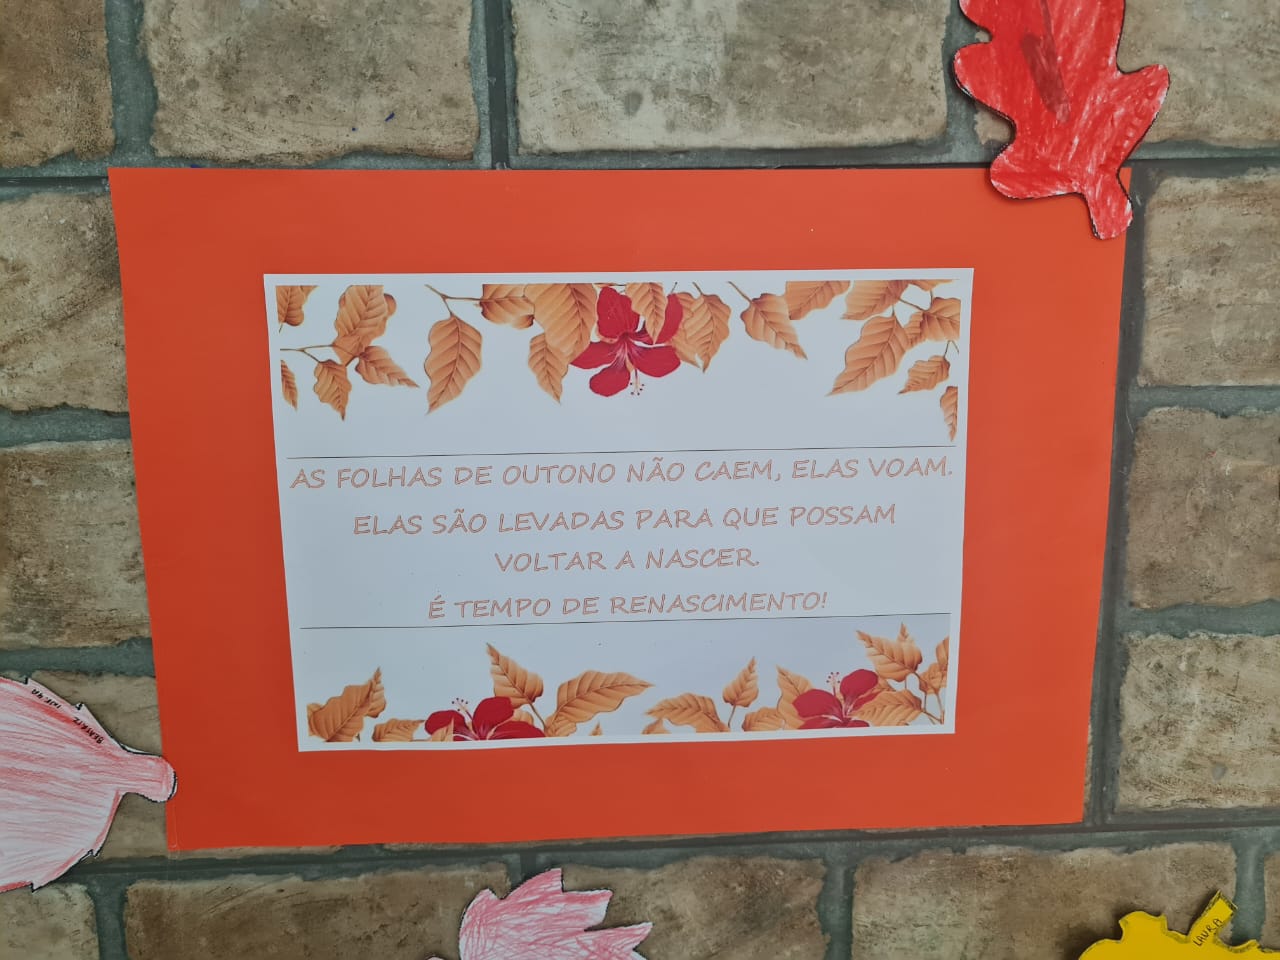 AS FOLHAS DE OUTONO NÃO CAEM, ELAS VOAM.
ELAS SÃO LEVADAS PARA QUE POSSAM
VOLTAR A NASCER.
É TEMPO DE RENASCIMENTO!
LAURA